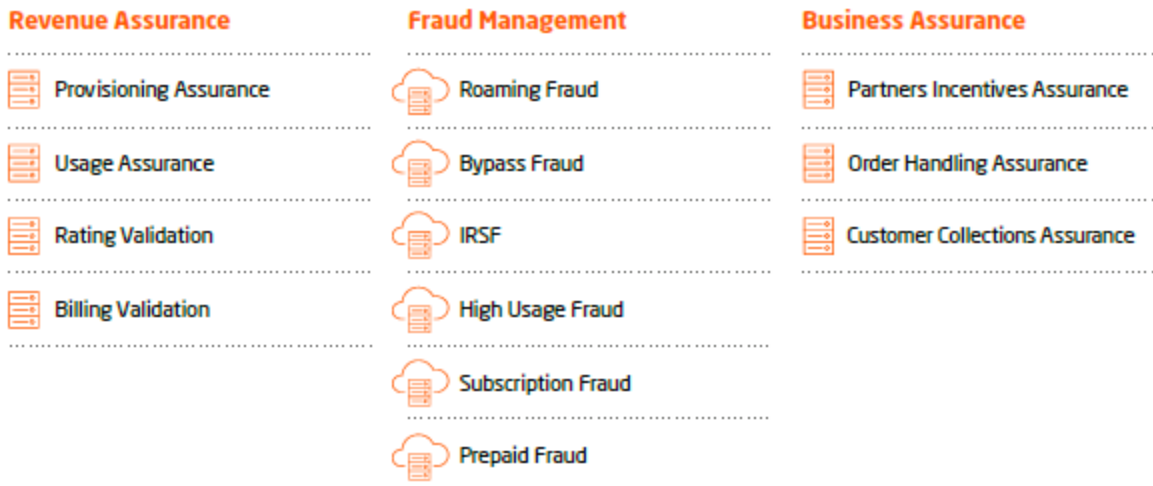 Revenue Assurance
Provisioning Assurance
Usage Assurance
Rating Validation
Billing Validation
Fraud Management
Roaming Fraud
Bypass Fraud
IRSF
High Usage Fraud
Subscription Fraud
Prepaid Fraud
Business Assurance
Partners Incentives Assurance
Order Handling Assurance
Customer Collections Assurance